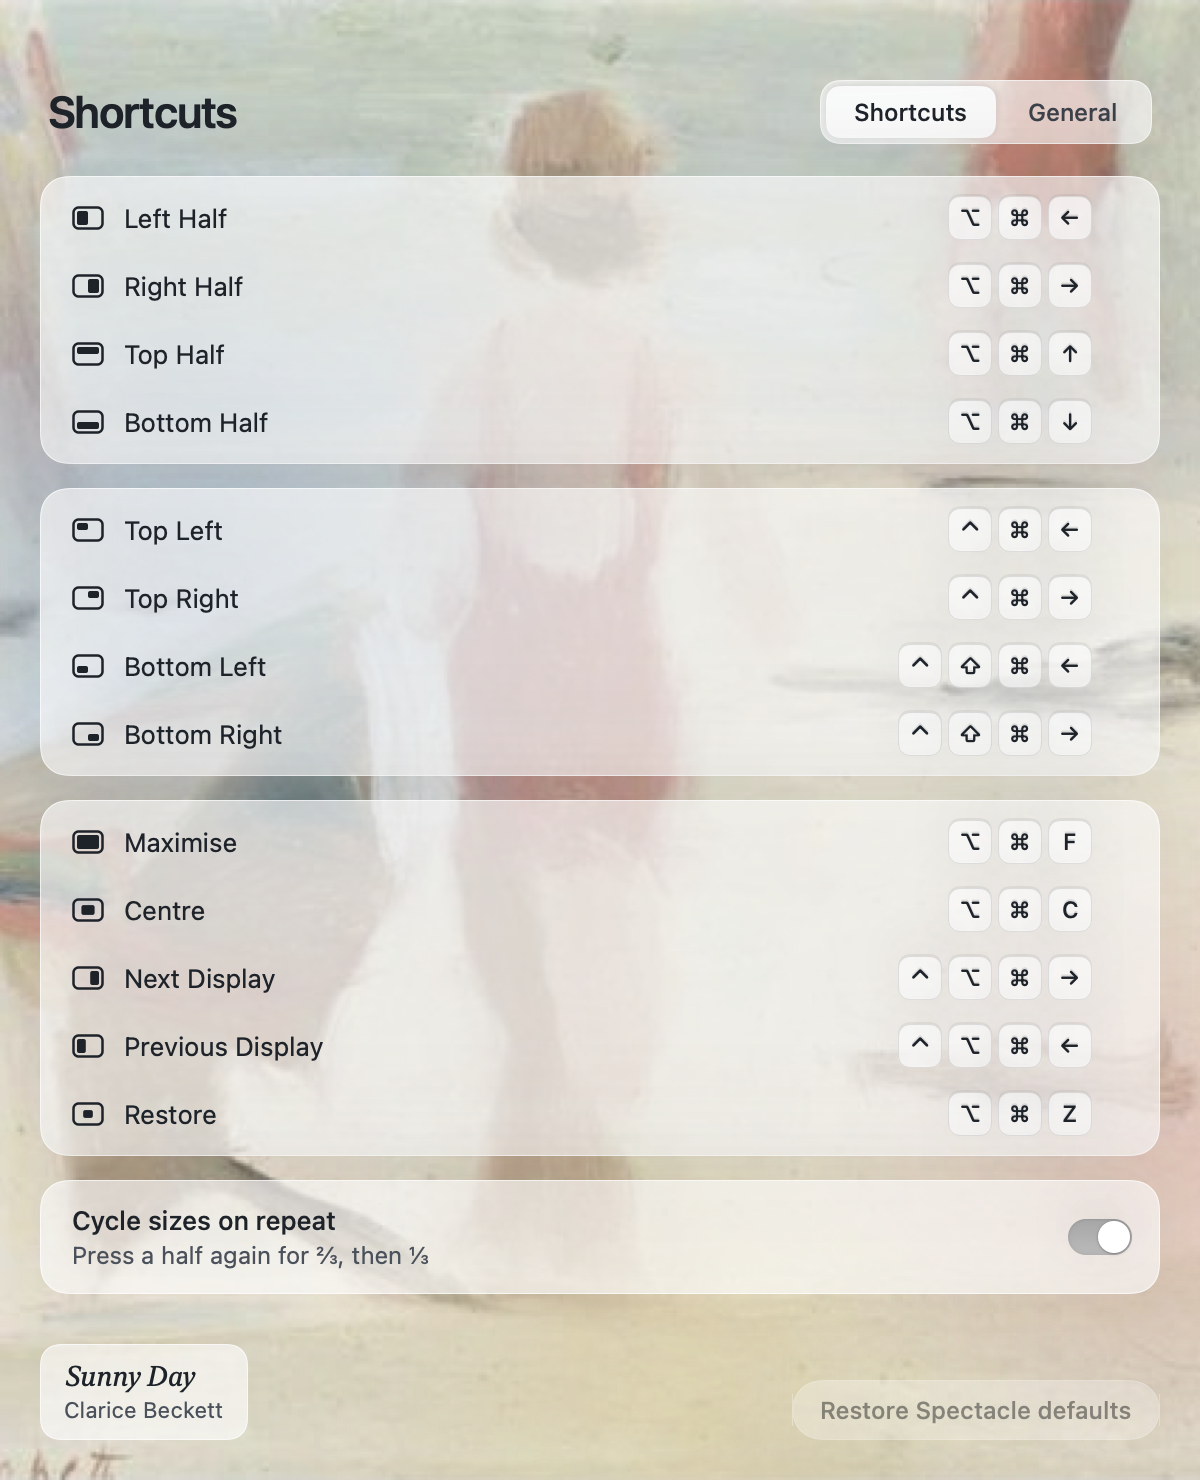 Shortcuts
Shortcuts General
Left Half ⌥ ⌘ ←
Right Half ⌥ ⌘ →
Top Half ⌥ ⌘ ↑
Bottom Half ⌥ ⌘ ↓
Top Left ^ ⌘ ←
Top Right ^ ⌘ →
Bottom Left ^ ⇧ ⌘ ←
Bottom Right ^ ⇧ ⌘ →
Maximise ⌥ ⌘ F
Centre ⌥ ⌘ C
Next Display ^ ⌥ ⌘ →
Previous Display ^ ⌥ ⌘ ←
Restore ⌥ ⌘ Z
Cycle sizes on repeat
Press a half again for ⅔, then ⅓
Sunny Day
Clarice Beckett
Restore Spectacle defaults